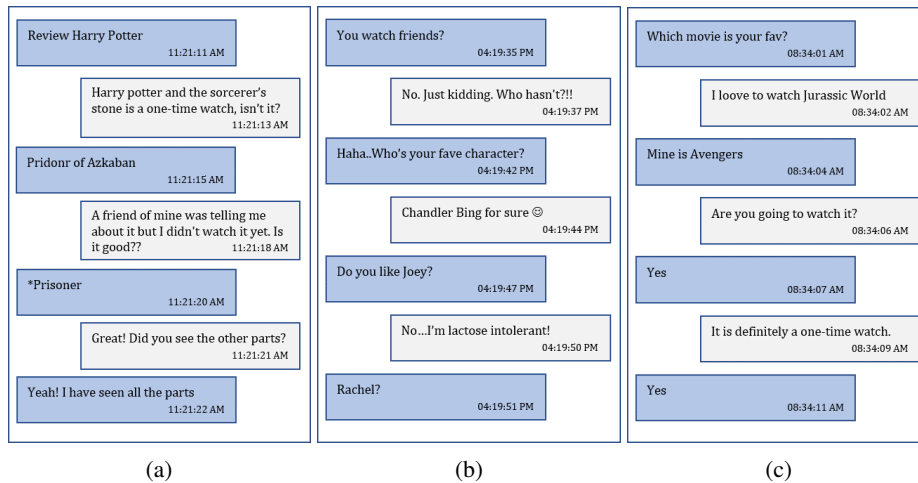 Review Harry Potter
11:21:11 AM
Harry potter and the sorcerer's
stone is a one-time watch, isn't it?
11:21:13 AM
Pridonr of Azkaban
11:21:15 AM
A friend of mine was telling me
about it but I didn't watch it yet. Is
it good??
11:21:18 AM
*Prisoner
11:21:20 AM
Great! Did you see the other parts?
11:21:21 AM
Yeah! I have seen all the parts
11:21:22 AM
(a)
You watch friends?
04:19:35 PM
No. Just kidding. Who hasn't?!!
04:19:37 PM
Haha..Who's your fave character?
04:19:42 PM
Chandler Bing for sure ☺
04:19:44 PM
Do you like Joey?
04:19:47 PM
No...I'm lactose intolerant!
04:19:50 PM
Rachel?
04:19:51 PM
(b)
Which movie is your fav?
08:34:01 AM
I loove to watch Jurassic World
08:34:02 AM
Mine is Avengers
08:34:04 AM
Are you going to watch it?
08:34:06 AM
Yes
08:34:07 AM
It is definitely a one-time watch.
08:34:09 AM
Yes
08:34:11 AM
(c)